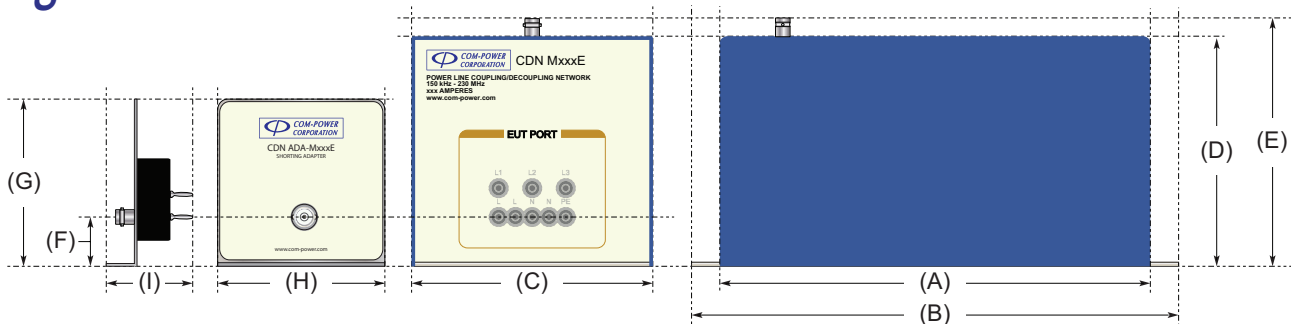 (G)
(F)
(I)
COM-POWER
CORPORATION
CDN ADA-MxxxE
SHORTING ADAPTER
www.com-power.com
(H)
COM-POWER
CORPORATION
CDN MxxxE
POWER LINE COUPLING/DECOUPLING NETWORK
150 kHz - 230 MHz
xxx AMPERES
www.com-power.com
EUT PORT
L1 L2 L3
L L N N PE
(C)
(A)
(B)
(D)
(E)